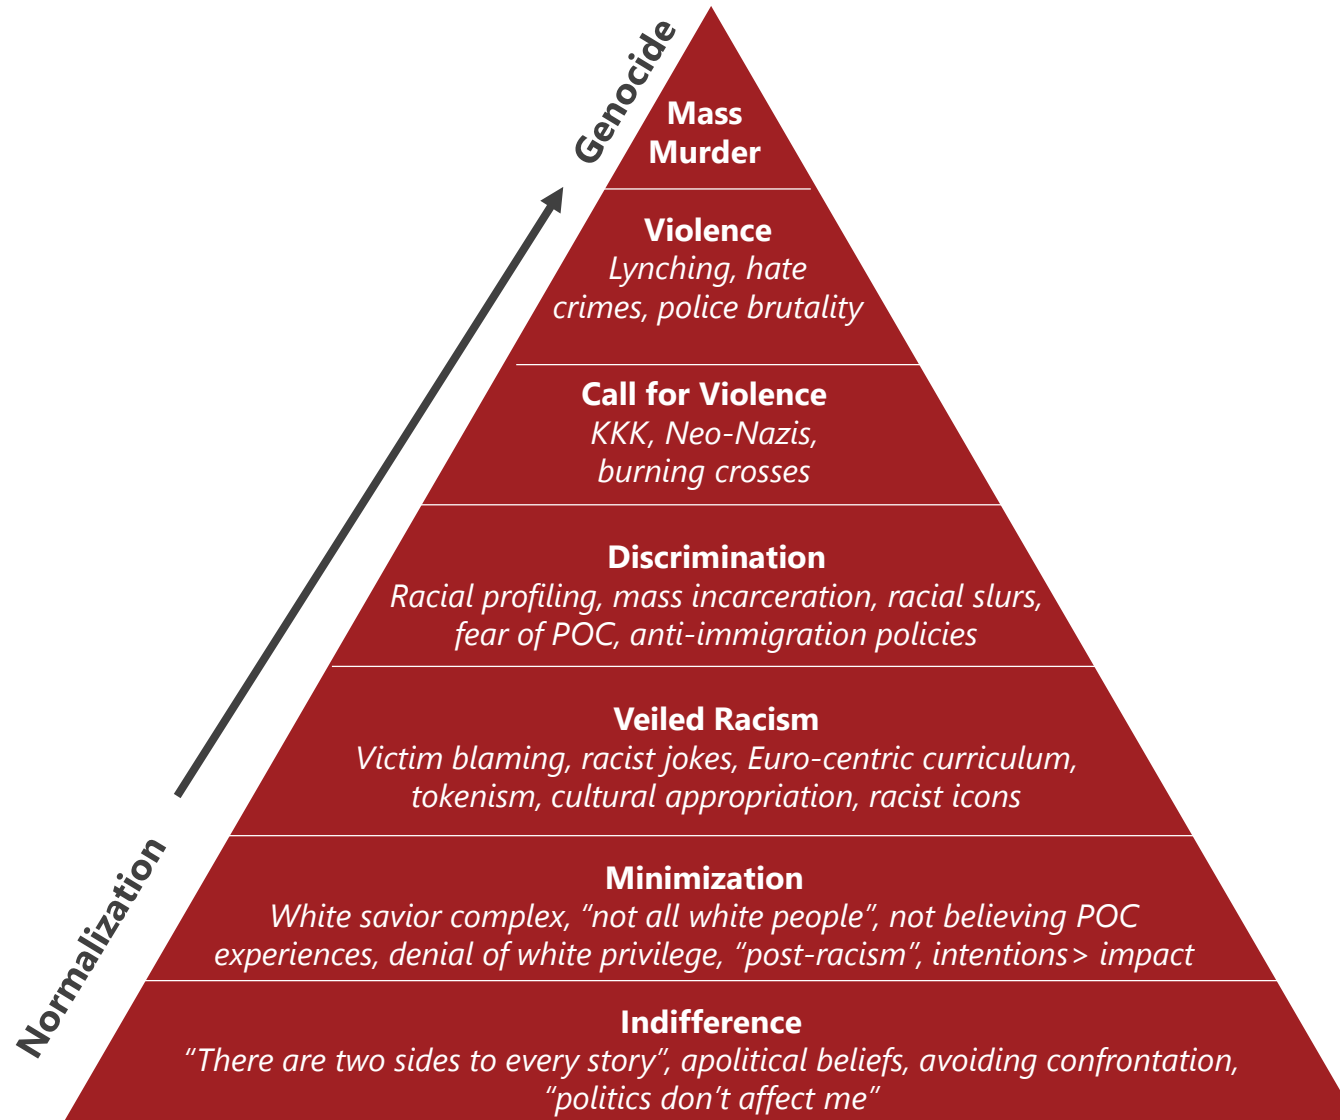 Genocide
Mass
Murder
Violence
Lynching, hate
crimes, police brutality
Call for Violence
KKK, Neo-Nazis,
burning crosses
Discrimination
Racial profiling, mass incarceration, racial slurs,
fear of POC, anti-immigration policies
Veiled Racism
Victim blaming, racist jokes, Euro-centric curriculum,
tokenism, cultural appropriation, racist icons
Normalization
Minimization
White savior complex, “not all white people”, not believing POC
experiences, denial of white privilege, “post-racism”, intentions> impact
Indifference
“There are two sides to every story”, apolitical beliefs, avoiding confrontation,
“politics don’t affect me”